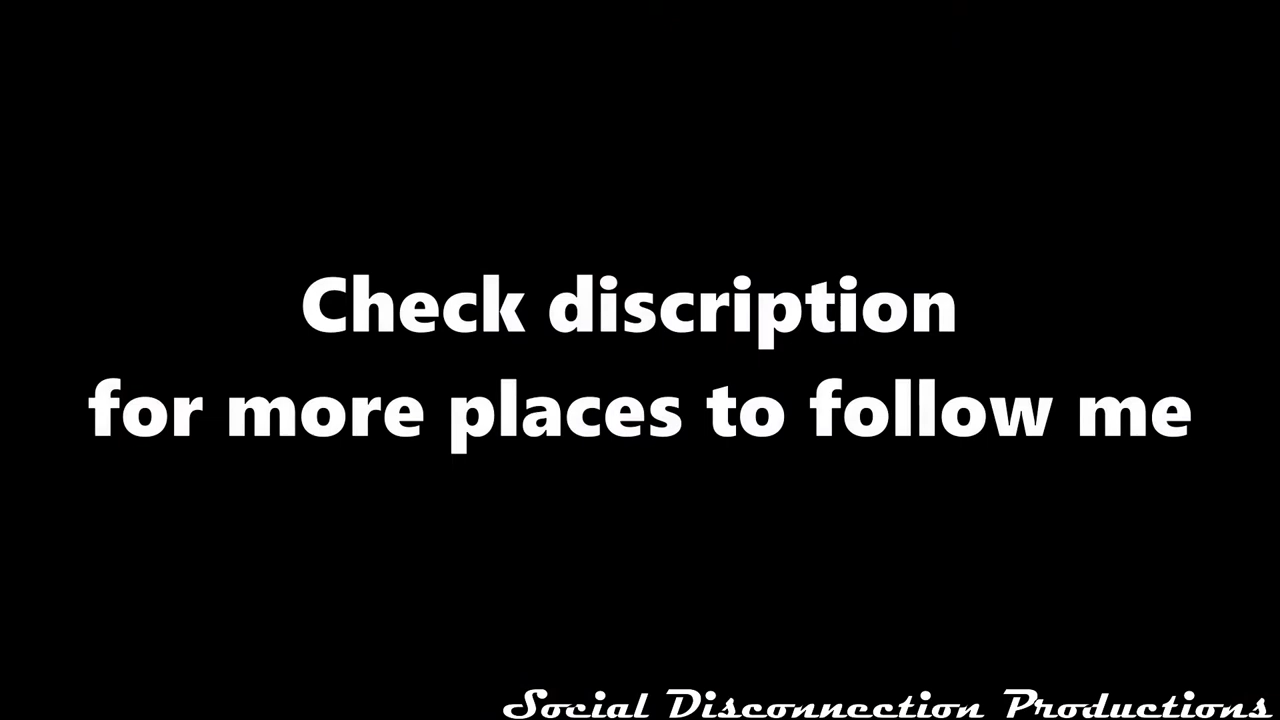 Check discription
for more places to follow me
Social Disconnection Productions